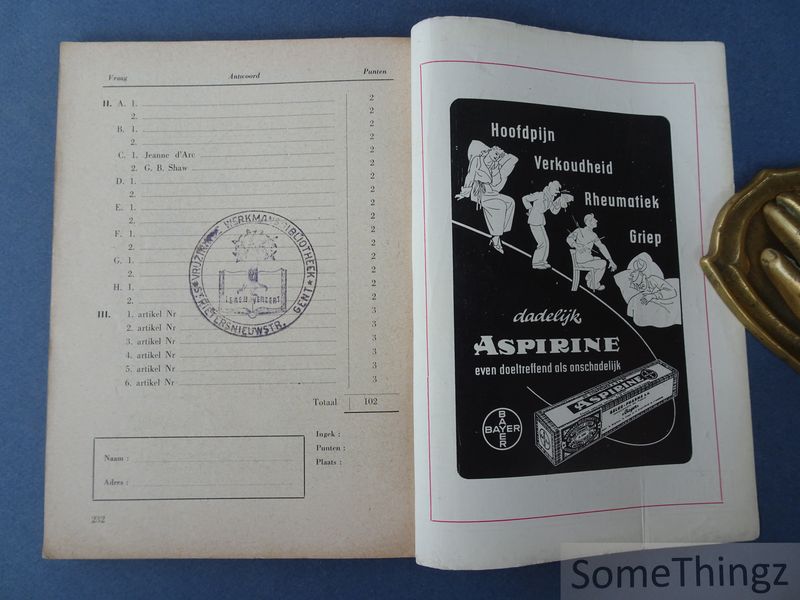 Vraag Antwoord Punten
II. A. 1. 2
2. 2
B. 1. 2
2. 2
C. 1. Jeanne d'Arc 2
2. G. B. Shaw 2
D. 1. 2
2. 2
E. 1. 2
2. 2
F. 1. 2
2. 2
G. 1. 2
2. 2
H. 1. 2
2. 2
III. 1. artikel Nr 3
2. artikel Nr 3
3. artikel Nr 3
4. artikel Nr 3
5. artikel Nr 3
6. artikel Nr 3
Totaal 102
WERKMANSBIBLIOTHEEK
GENT
Naam :
Adres :
Ingek :
Punten :
Plaats :
232
Hoofdpijn
Verkoudheid
Rheumatiek
Griep
dadelijk
ASPIRINE
even doeltreffend als onschadelijk
ASPIRINE
BAYER
BAYER
SomeThingz